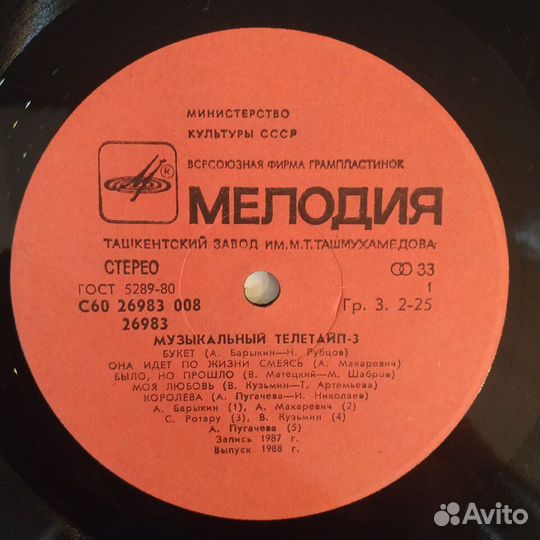 МИНИСТЕРСТВО
КУЛЬТУРЫ СССР
ВСЕСОЮЗНАЯ ФИРМА ГРАМПЛАСТИНОК
®
МЕЛОДИЯ
ТАШКЕНТСКИЙ ЗАВОД ИМ. М.Т. ТАШМУХАМЕДОВА
СТЕРЕО 33
ГОСТ 5289-80 1
С60 26983 008 Гр. 3. 2-25
26983
МУЗЫКАЛЬНЫЙ ТЕЛЕТАЙП-3
БУКЕТ (А. Барыкин—Н. Рубцов)
ОНА ИДЕТ ПО ЖИЗНИ СМЕЯСЬ (А. Макаревич)
БЫЛО, НО ПРОШЛО (В. Матецкий—М. Шабров)
МОЯ ЛЮБОВЬ (В. Кузьмин—Т. Артемьева)
КОРОЛЕВА (А. Пугачева—И. Николаев)
А. Барыкин (1), А. Макаревич (2)
С. Ротару (3), В. Кузьмин (4)
А. Пугачева (5)
Запись 1987 г.
Выпуск 1988 г.
Avito